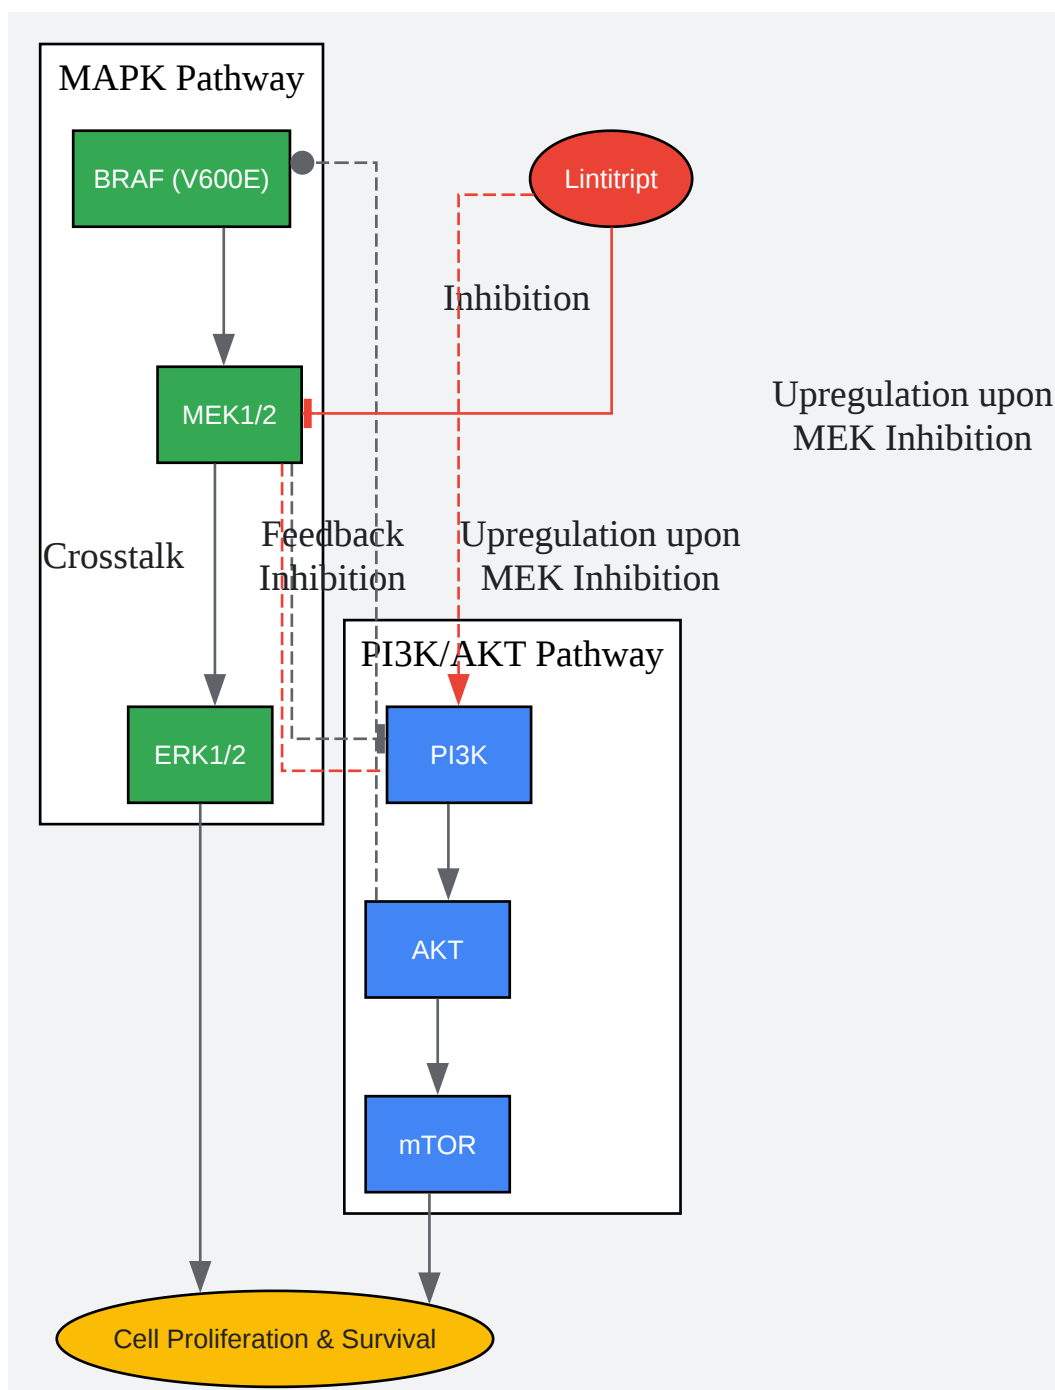 MAPK Pathway
BRAF (V600E)
Lintitript
Inhibition
Upregulation upon
MEK Inhibition
MEK1/2
Crosstalk
Feedback
Inhibition
Upregulation upon
MEK Inhibition
PI3K/AKT Pathway
ERK1/2
PI3K
AKT
mTOR
Cell Proliferation & Survival